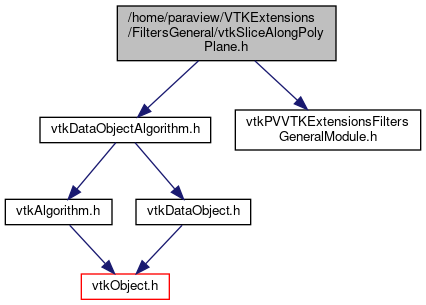 /home/paraview/VTKExtensions
/FiltersGeneral/vtkSliceAlongPoly
Plane.h
vtkDataObjectAlgorithm.h
vtkPVVTKExtensionsFilters
GeneralModule.h
vtkAlgorithm.h
vtkDataObject.h
vtkObject.h